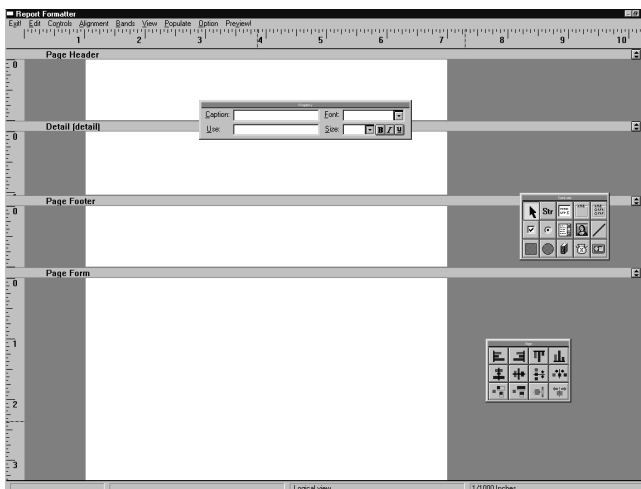 Report Formatter
Exit! Edit Controls Alignment Bands View Populate Option Preview!
1 2 3 4 5 6 7 8 9 10
Page Header
0
Property
Caption: Font:
Use: Size: B I U
Detail (detail)
0
Page Footer
0
Str
Page Form
0
1
2
3
Logical view 1/1000 Inches